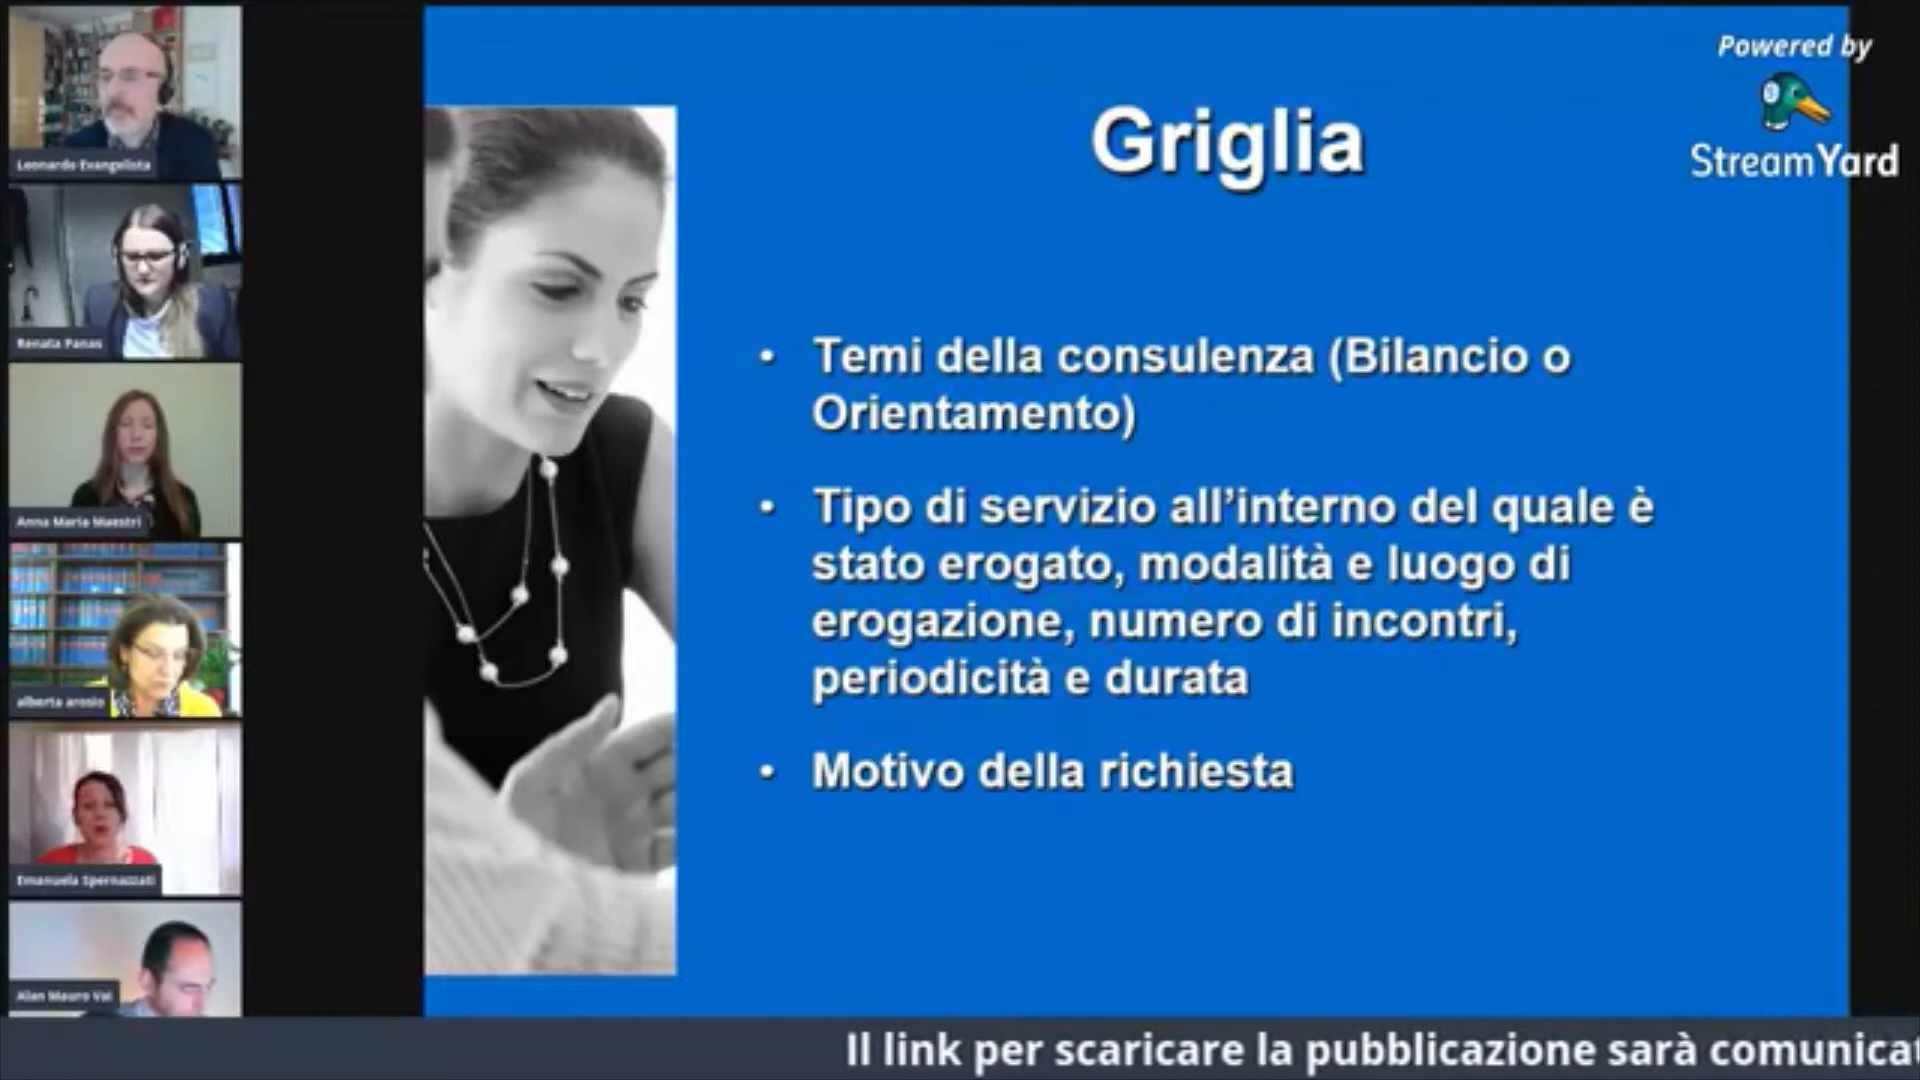 Leonardo Evangelista
Renata Panas
Anna Maria Maestri
alberta arosio
Emanuela Spernazzati
Alan Mauro Vai
Powered by
StreamYard
Griglia
• Temi della consulenza (Bilancio o
Orientamento)
• Tipo di servizio all’interno del quale è
stato erogato, modalità e luogo di
erogazione, numero di incontri,
periodicità e durata
• Motivo della richiesta
Il link per scaricare la pubblicazione sarà comunicat